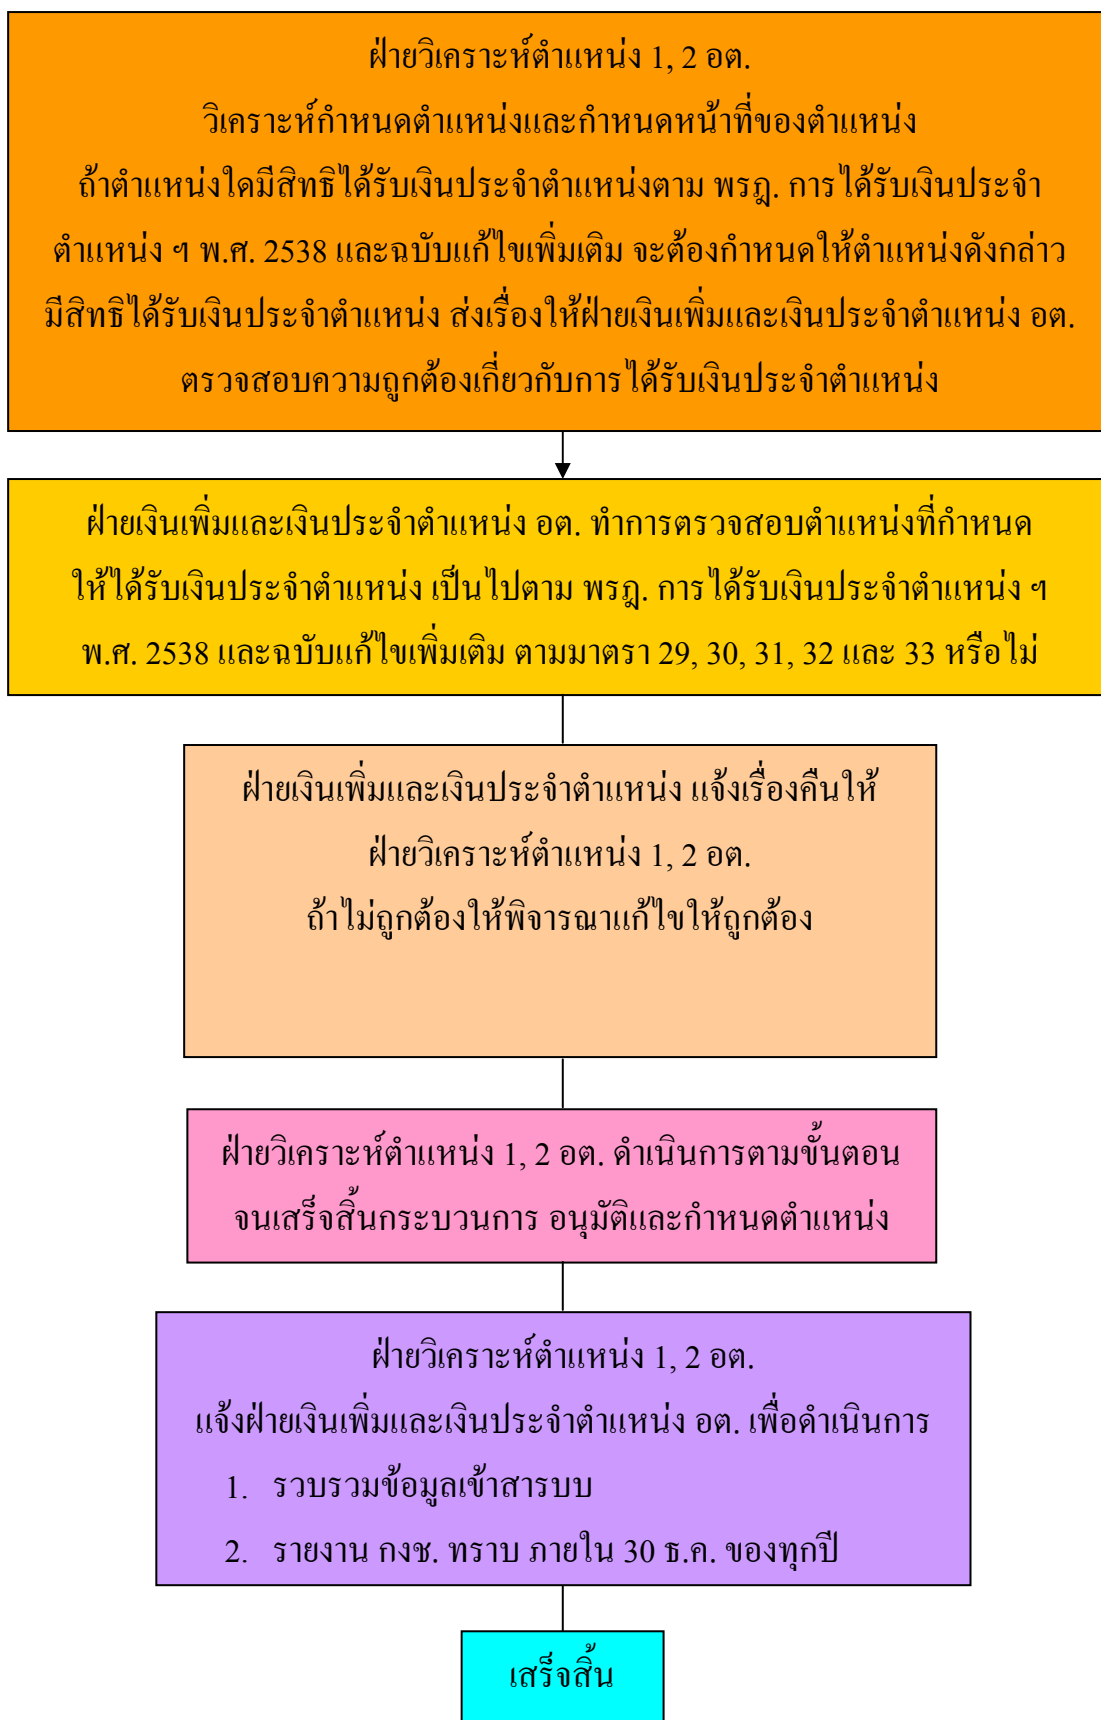 ฝ่ายวิเคราะห์ตำแหน่ง 1, 2 อต.
วิเคราะห์กำหนดตำแหน่งและกำหนดหน้าที่ของตำแหน่ง
ถ้าตำแหน่งใดมีสิทธิได้รับเงินประจำตำแหน่งตาม พรฎ. การได้รับเงินประจำ
ตำแหน่ง ฯ พ.ศ. 2538 และฉบับแก้ไขเพิ่มเติม จะต้องกำหนดให้ตำแหน่งดังกล่าว
มีสิทธิได้รับเงินประจำตำแหน่ง ส่งเรื่องให้ฝ่ายเงินเพิ่มและเงินประจำตำแหน่ง อต.
ตรวจสอบความถูกต้องเกี่ยวกับการได้รับเงินประจำตำแหน่ง
ฝ่ายเงินเพิ่มและเงินประจำตำแหน่ง อต. ทำการตรวจสอบตำแหน่งที่กำหนด
ให้ได้รับเงินประจำตำแหน่ง เป็นไปตาม พรฎ. การได้รับเงินประจำตำแหน่ง ฯ
พ.ศ. 2538 และฉบับแก้ไขเพิ่มเติม ตามมาตรา 29, 30, 31, 32 และ 33 หรือไม่
ฝ่ายเงินเพิ่มและเงินประจำตำแหน่ง แจ้งเรื่องคืนให้
ฝ่ายวิเคราะห์ตำแหน่ง 1, 2 อต.
ถ้าไม่ถูกต้องให้พิจารณาแก้ไขให้ถูกต้อง
ฝ่ายวิเคราะห์ตำแหน่ง 1, 2 อต. ดำเนินการตามขั้นตอน
จนเสร็จสิ้นกระบวนการ อนุมัติและกำหนดตำแหน่ง
ฝ่ายวิเคราะห์ตำแหน่ง 1, 2 อต.
แจ้งฝ่ายเงินเพิ่มและเงินประจำตำแหน่ง อต. เพื่อดำเนินการ
1. รวบรวมข้อมูลเข้าสารบบ
2. รายงาน กงช. ทราบ ภายใน 30 ธ.ค. ของทุกปี
เสร็จสิ้น